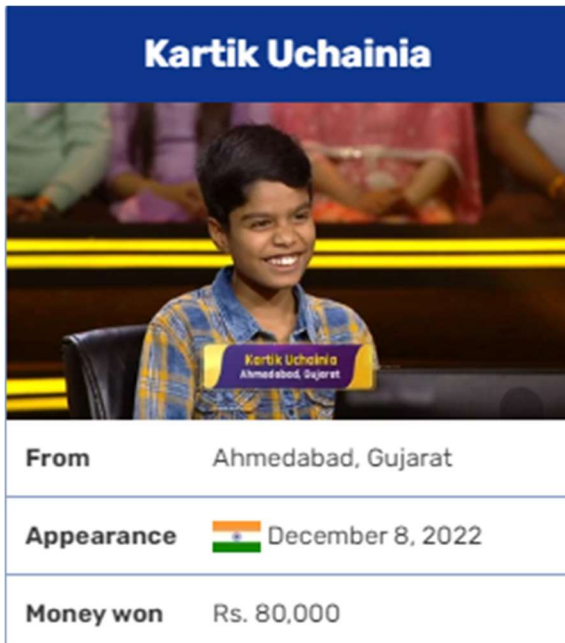 Kartik Uchainia
Kartik Uchainia
Ahmedabad, Gujarat
From Ahmedabad, Gujarat
Appearance December 8, 2022
Money won Rs. 80,000